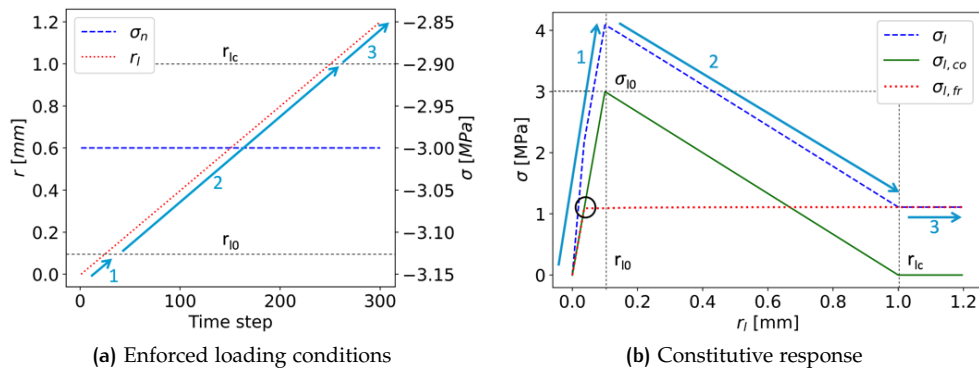 1.2
1.0
0.8
0.6
0.4
0.2
0.0
r [mm]
σn
rl
rlc
rl0
1
2
3
−2.85
−2.90
−2.95
−3.00
−3.05
−3.10
−3.15
σ [MPa]
0
100
200
300
Time step
(a) Enforced loading conditions
4
3
2
1
0
σ [MPa]
1
2
3
σl0
σl
σl,co
σl,fr
rl0
rlc
0.0
0.2
0.4
0.6
0.8
1.0
1.2
rl [mm]
(b) Constitutive response